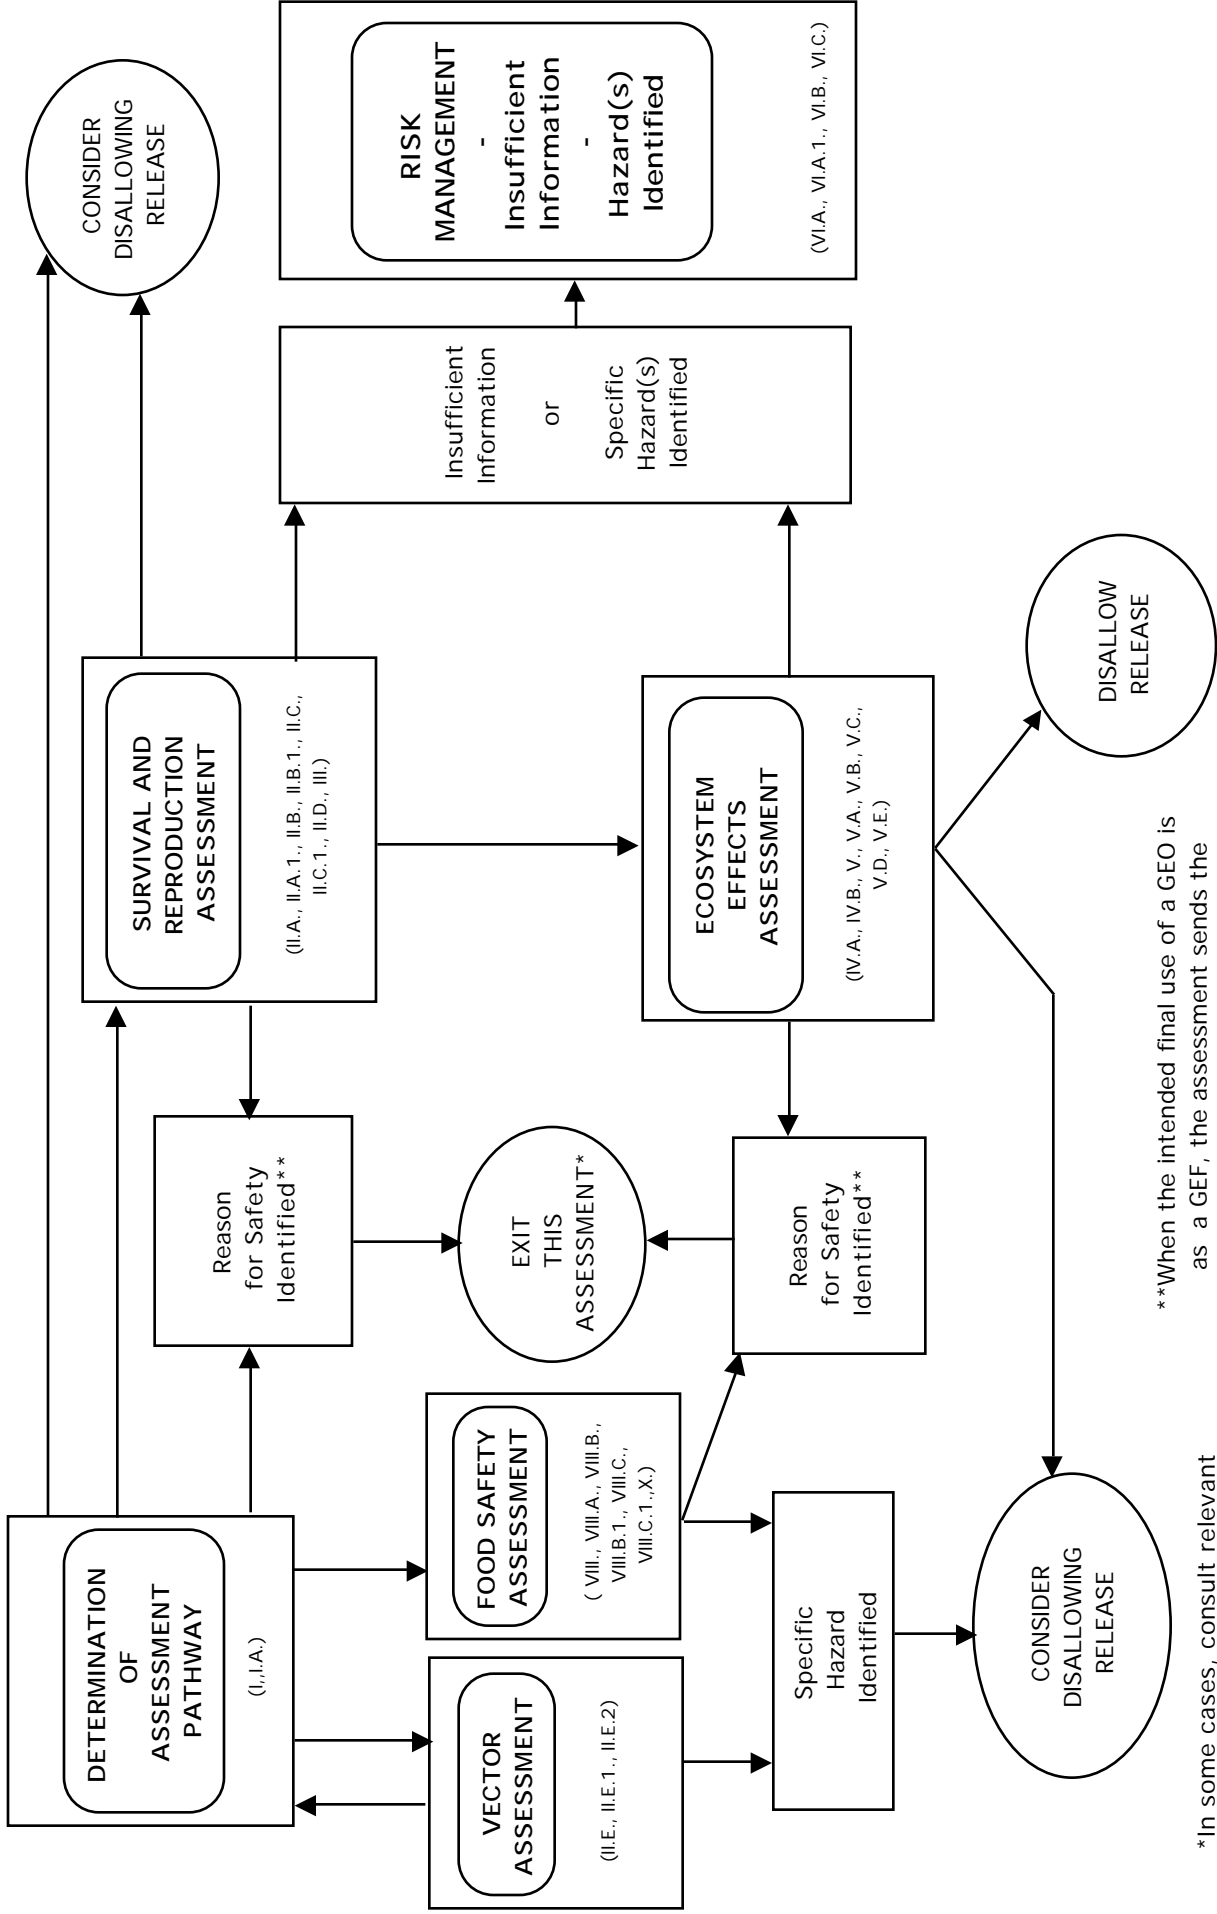 DETERMINATION
OF
ASSESSMENT
PATHWAY
(I,,I.A.)
VECTOR
ASSESSMENT
(II.E., II.E.1., II.E.2)
FOOD SAFETY
ASSESSMENT
( VIII., VIII.A., VIII.B.,
VIII.B.1., VIII.C.,
VIII.C.1.,X.)
Specific
Hazard
Identified
CONSIDER
DISALLOWING
RELEASE
Reason
for Safety
Identified**
EXIT
THIS
ASSESSMENT*
Reason
for Safety
Identified**
SURVIVAL AND
REPRODUCTION
ASSESSMENT
(II.A., II.A.1., II.B., II.B.1., II.C.,
II.C.1., II.D., III.)
ECOSYSTEM
EFFECTS
ASSESSMENT
(IV.A., IV.B., V., V.A., V.B., V.C.,
V.D., V.E.)
DISALLOW
RELEASE
CONSIDER
DISALLOWING
RELEASE
Insufficient
Information
or
Specific
Hazard(s)
Identified
RISK
MANAGEMENT
-
Insufficient
Information
-
Hazard(s)
Identified
(VI.A., VI.A.1., VI.B., VI.C.)
*In some cases, consult relevant
**When the intended final use of a GEO is
as a GEF, the assessment sends the